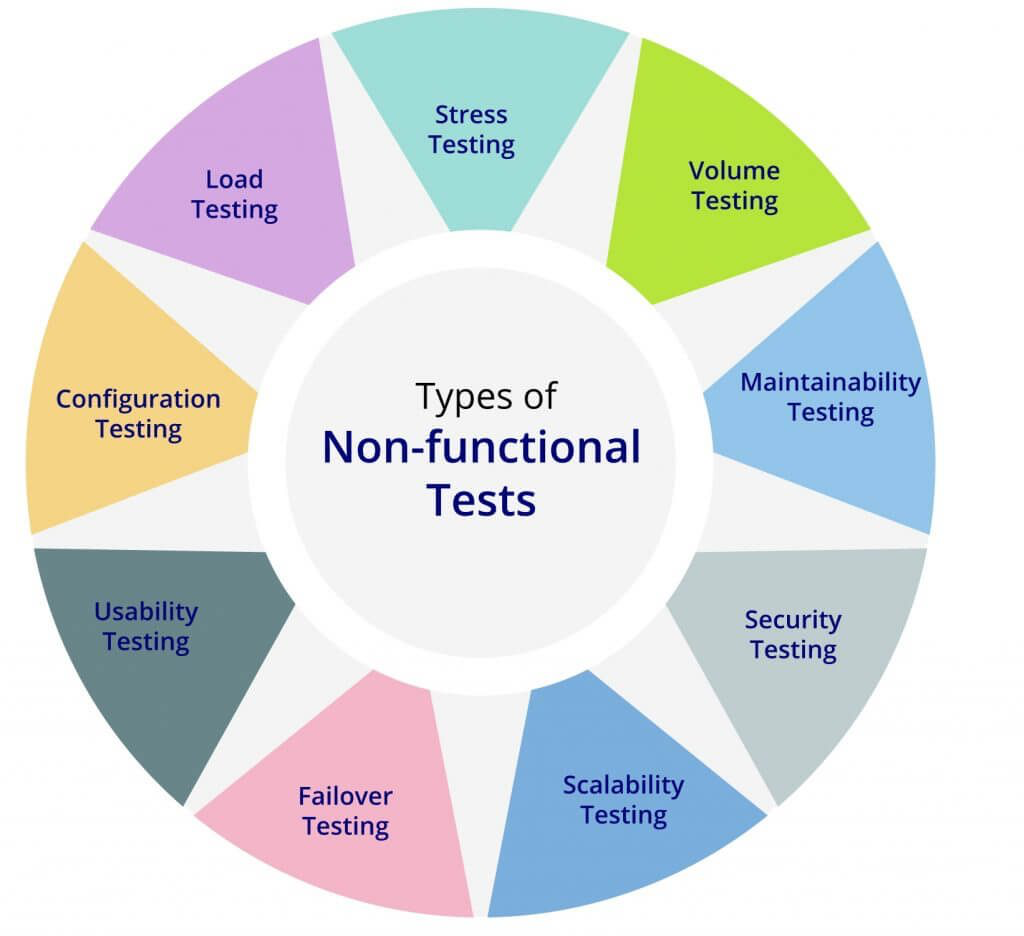 Types of
Non-functional
Tests
Stress
Testing
Volume
Testing
Maintainability
Testing
Security
Testing
Scalability
Testing
Failover
Testing
Usability
Testing
Configuration
Testing
Load
Testing